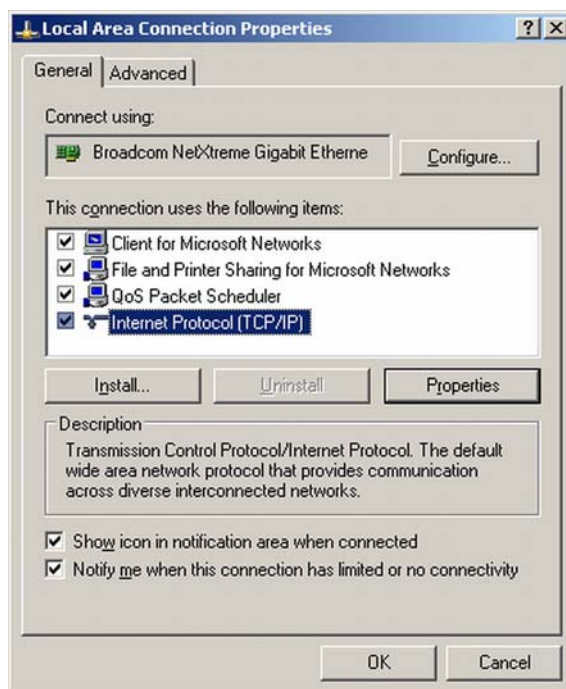 Local Area Connection Properties
General
Advanced
Connect using:
Broadcom NetXtreme Gigabit Etherne
Configure...
This connection uses the following items:
Client for Microsoft Networks
File and Printer Sharing for Microsoft Networks
QoS Packet Scheduler
Internet Protocol (TCP/IP)
Install...
Uninstall
Properties
Description
Transmission Control Protocol/Internet Protocol. The default
wide area network protocol that provides communication
across diverse interconnected networks.
Show icon in notification area when connected
Notify me when this connection has limited or no connectivity
OK
Cancel